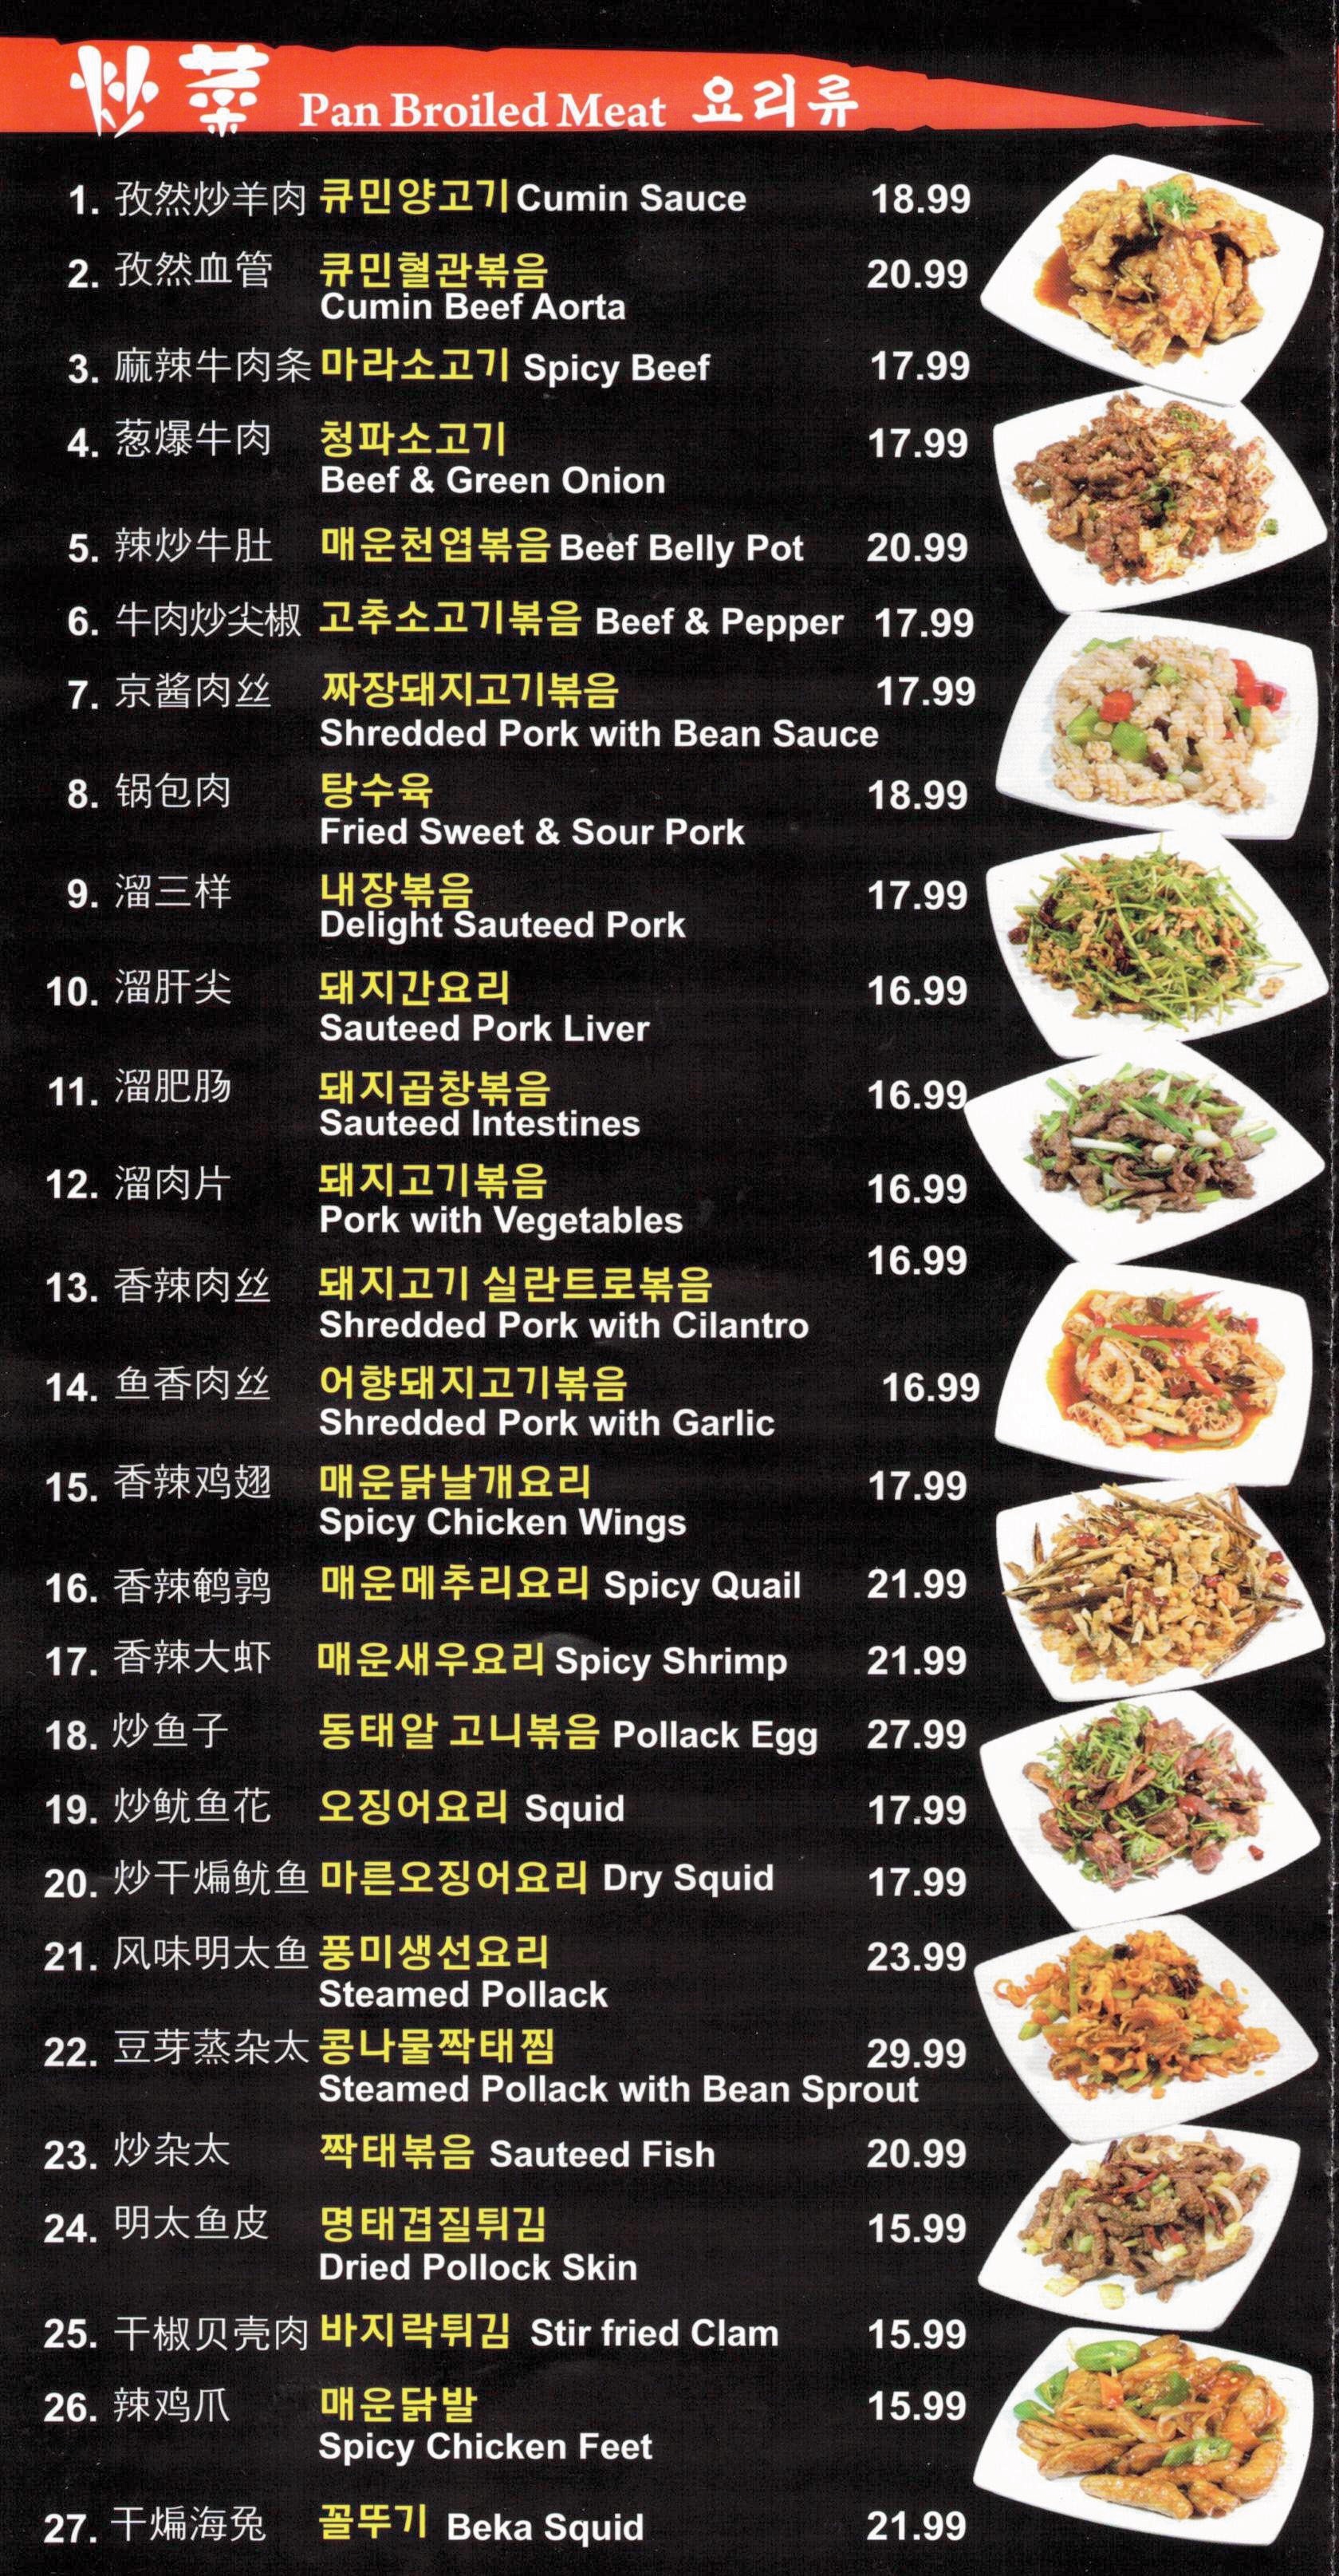 炒菜 Pan Broiled Meat 요리류
1. 孜然炒羊肉 큐민양고기 Cumin Sauce 18.99
2. 孜然血管 큐민혈관볶음 20.99
Cumin Beef Aorta
3. 麻辣牛肉条 마라소고기 Spicy Beef 17.99
4. 葱爆牛肉 청파소고기 17.99
Beef & Green Onion
5. 辣炒牛肚 매운천엽볶음 Beef Belly Pot 20.99
6. 牛肉炒尖椒 고추소고기볶음 Beef & Pepper 17.99
7. 京酱肉丝 짜장돼지고기볶음 17.99
Shredded Pork with Bean Sauce
8. 锅包肉 탕수육 18.99
Fried Sweet & Sour Pork
9. 溜三样 내장볶음 17.99
Delight Sauteed Pork
10. 溜肝尖 돼지간요리 16.99
Sauteed Pork Liver
11. 溜肥肠 돼지곱창볶음 16.99
Sauteed Intestines
12. 溜肉片 돼지고기볶음 16.99
Pork with Vegetables
13. 香辣肉丝 돼지고기 실란트로볶음 16.99
Shredded Pork with Cilantro
14. 鱼香肉丝 어향돼지고기볶음 16.99
Shredded Pork with Garlic
15. 香辣鸡翅 매운닭날개요리 17.99
Spicy Chicken Wings
16. 香辣鹌鹑 매운메추리요리 Spicy Quail 21.99
17. 香辣大虾 매운새우요리 Spicy Shrimp 21.99
18. 炒鱼子 동태알 고니볶음 Pollack Egg 27.99
19. 炒鱿鱼花 오징어요리 Squid 17.99
20. 炒干煸鱿鱼 마른오징어요리 Dry Squid 17.99
21. 风味明太鱼 풍미생선요리 23.99
Steamed Pollack
22. 豆芽蒸杂太 콩나물짝태찜 29.99
Steamed Pollack with Bean Sprout
23. 炒杂太 짝태볶음 Sauteed Fish 20.99
24. 明太鱼皮 명태겹질튀김 15.99
Dried Pollock Skin
25. 干椒贝壳肉 바지락튀김 Stir fried Clam 15.99
26. 辣鸡爪 매운닭발 15.99
Spicy Chicken Feet
27. 干煸海兔 꼴뚜기 Beka Squid 21.99